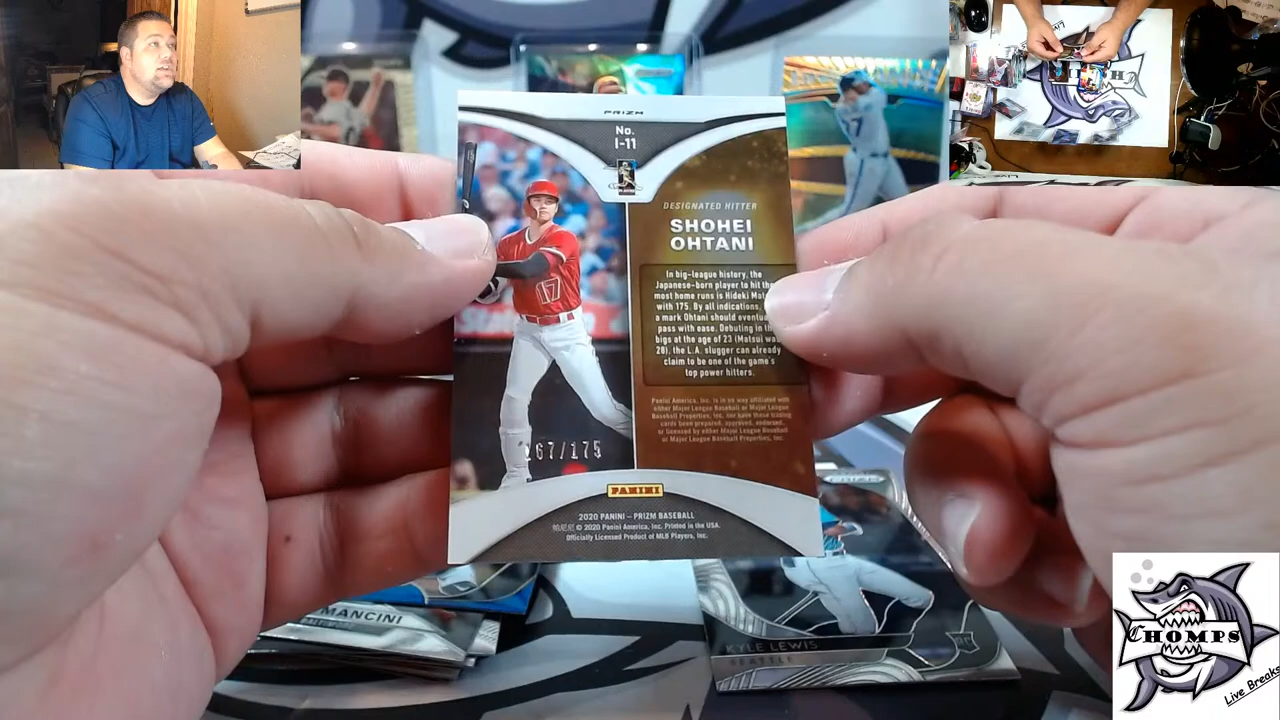 PRIZM
No.
I-11
DESIGNATED HITTER
SHOHEI
OHTANI
In big-league history, the
Japanese-born player to hit the
most home runs is Hideki
with 175. By all indications,
a mark Ohtani should
pass with ease. Debuting in the
bigs at the age of 23 (Matsui was
28), the L.A. slugger can already
claim to be one of the game's
top power hitters.
Panini America, Inc. is in no way affiliated with
either Major League Baseball or Major League
Baseball Properties, Inc. nor have these trading
cards been prepared, approved, endorsed,
or licensed by either Major League Baseball
or Major League Baseball Properties, Inc.
17
67/175
PANINI
2020 PANINI – PRIZM BASEBALL
© 2020 Panini America, Inc. Printed in the USA.
Officially Licensed Product of MLB Players, Inc.
MANCINI
KYLE LEWIS
SEATTLE
CHOMPS
Live Breaks